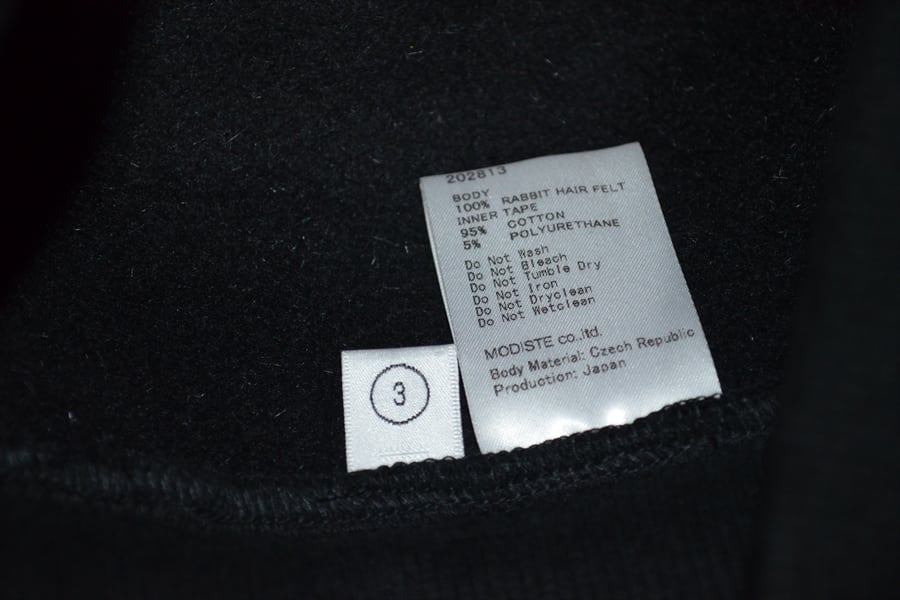 202813
BODY
100% RABBIT HAIR FELT
INNER TAPE
95% COTTON
5% POLYURETHANE
Do Not Wash
Do Not Bleach
Do Not Tumble Dry
Do Not Iron
Do Not Dryclean
Do Not Wetclean
MODISTE co.,ltd.
Body Material: Czech Republic
Production: Japan
3